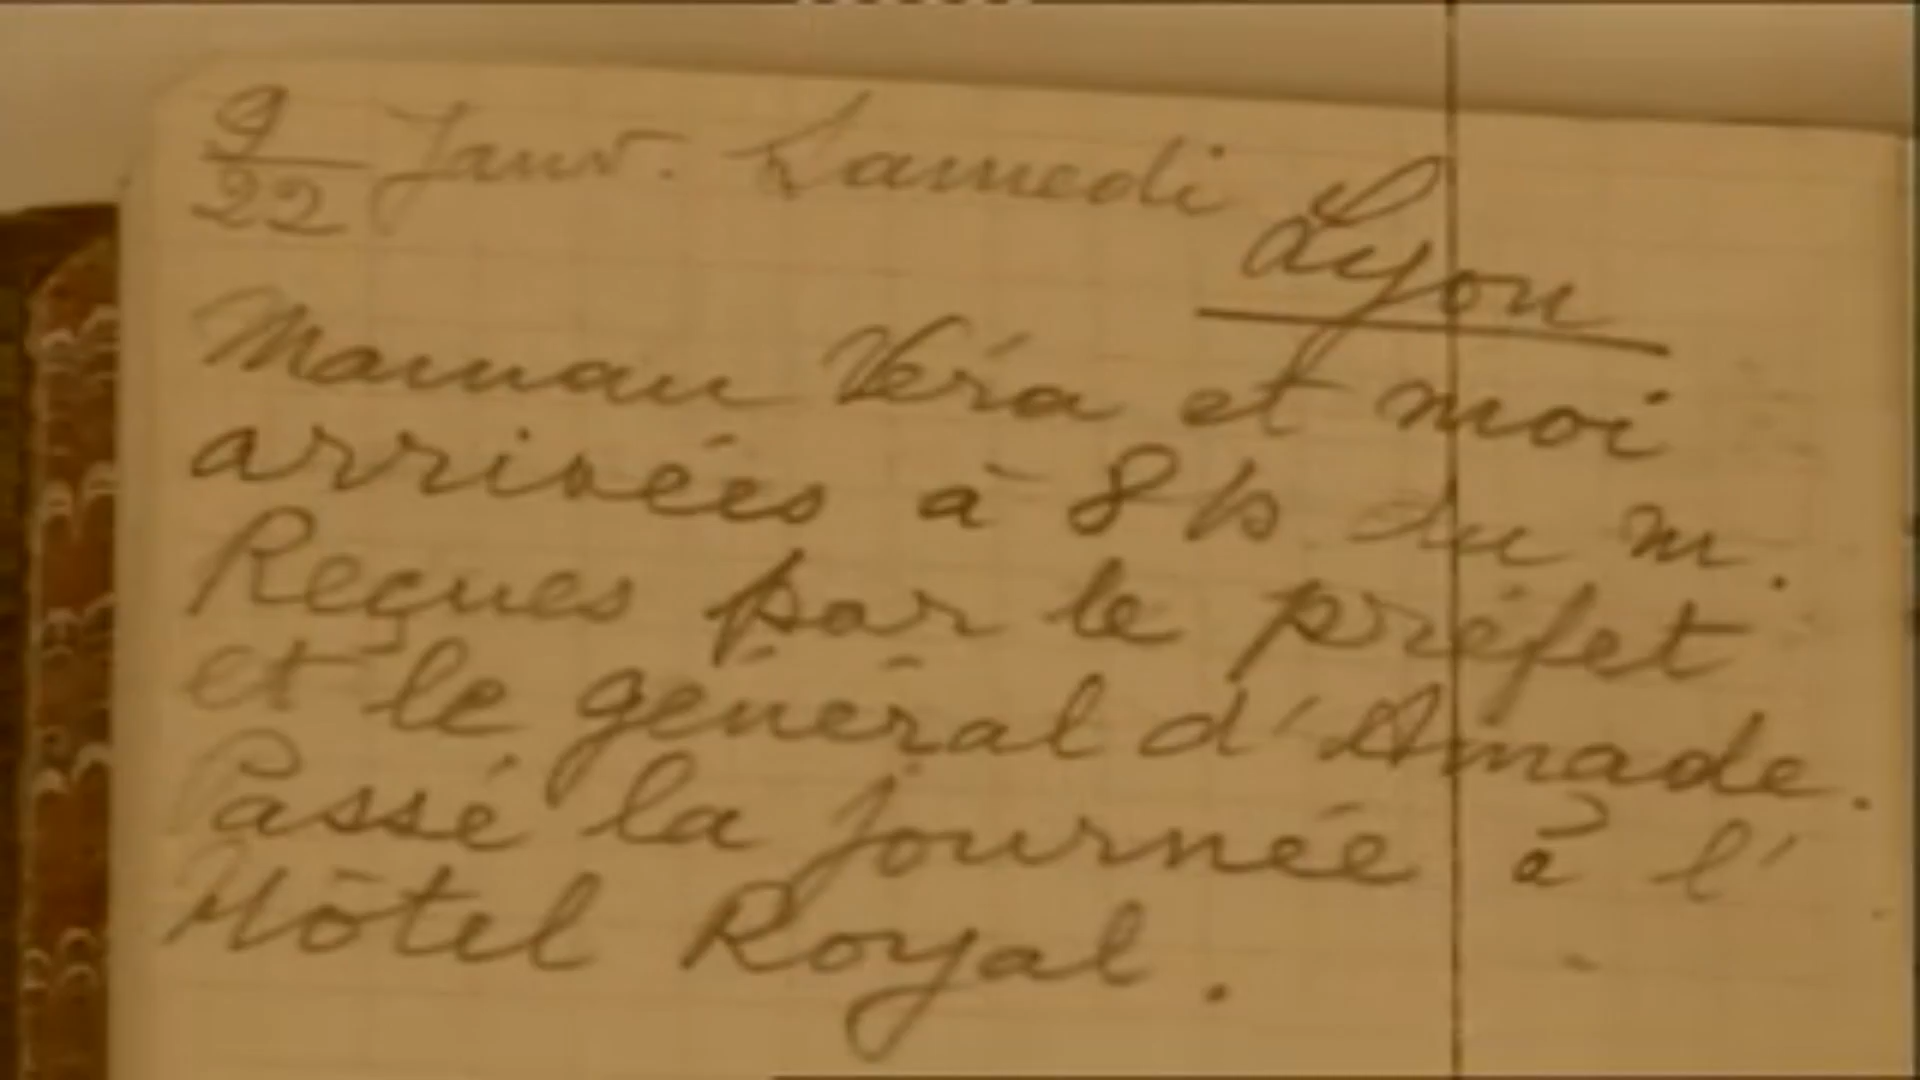 9/22 Janv. Samedi
Lyon
Maman Véra et moi
arrivées à 8 h du m.
Reçues par le préfet
et le général d'Amade.
Passé la journée à l'
Hôtel Royal.